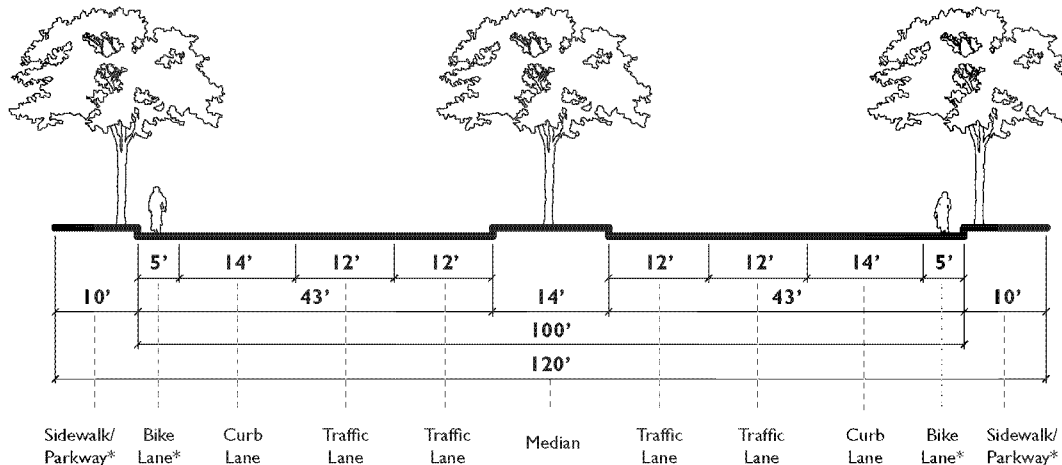 5' 14' 12' 12' 12' 12' 14' 5'
10' 43' 14' 43' 10'
100'
120'
Sidewalk/ Bike Curb Traffic Traffic Median Traffic Traffic Curb Bike Sidewalk/
Parkway* Lane* Lane Lane Lane Lane Lane Lane Lane* Parkway*